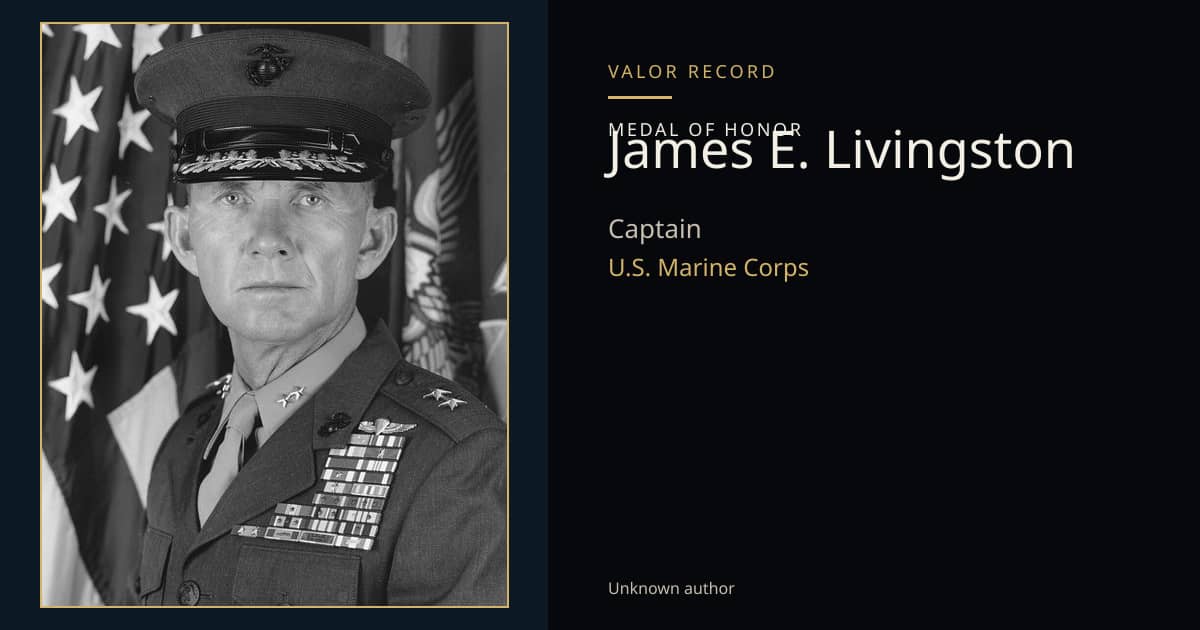 VALOR RECORD
MEDAL OF HONOR
James E. Livingston
Captain
U.S. Marine Corps
Unknown author